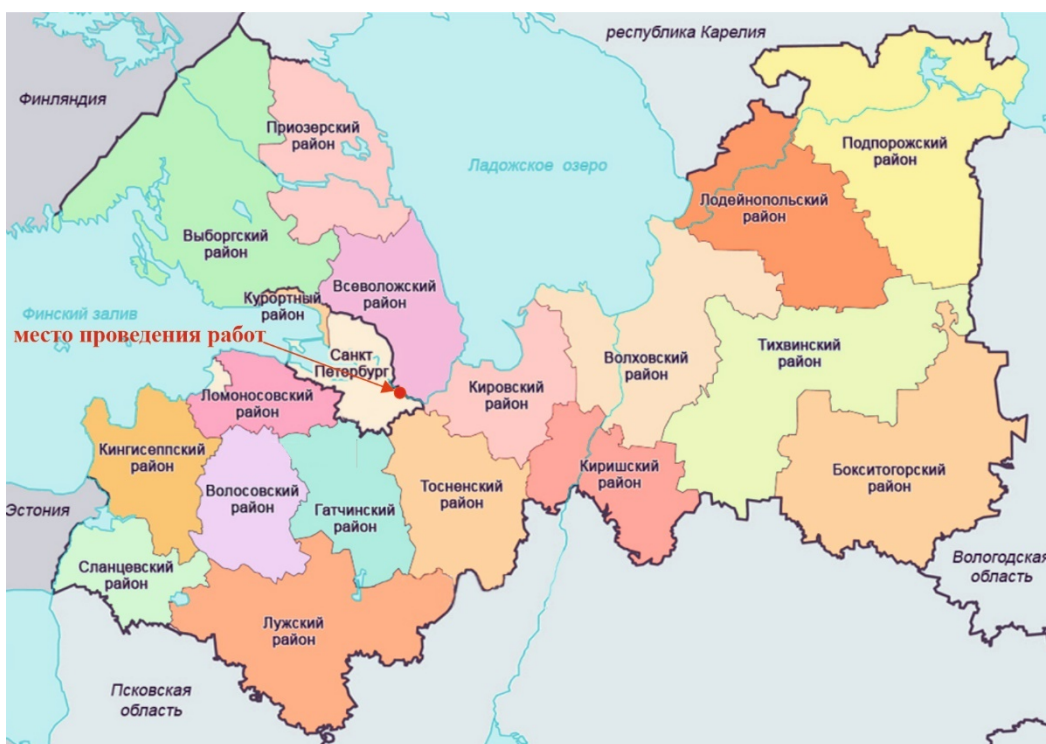 республика Карелия
Финляндия
Приозерский
район
Ладожское озеро
Подпорожский
район
Лодейнопольский
район
Выборгский
район
Всеволожский
район
Курортный
район
Финский залив
место проведения работ
Санкт
Петербург
Волховский
район
Тихвинский
район
Кировский
район
Ломоносовский
район
Кингисеппский
район
Волосовский
район
Гатчинский
район
Тосненский
район
Киришский
район
Бокситогорский
район
Эстония
Сланцевский
район
Вологодская
область
Лужский
район
Псковская
область